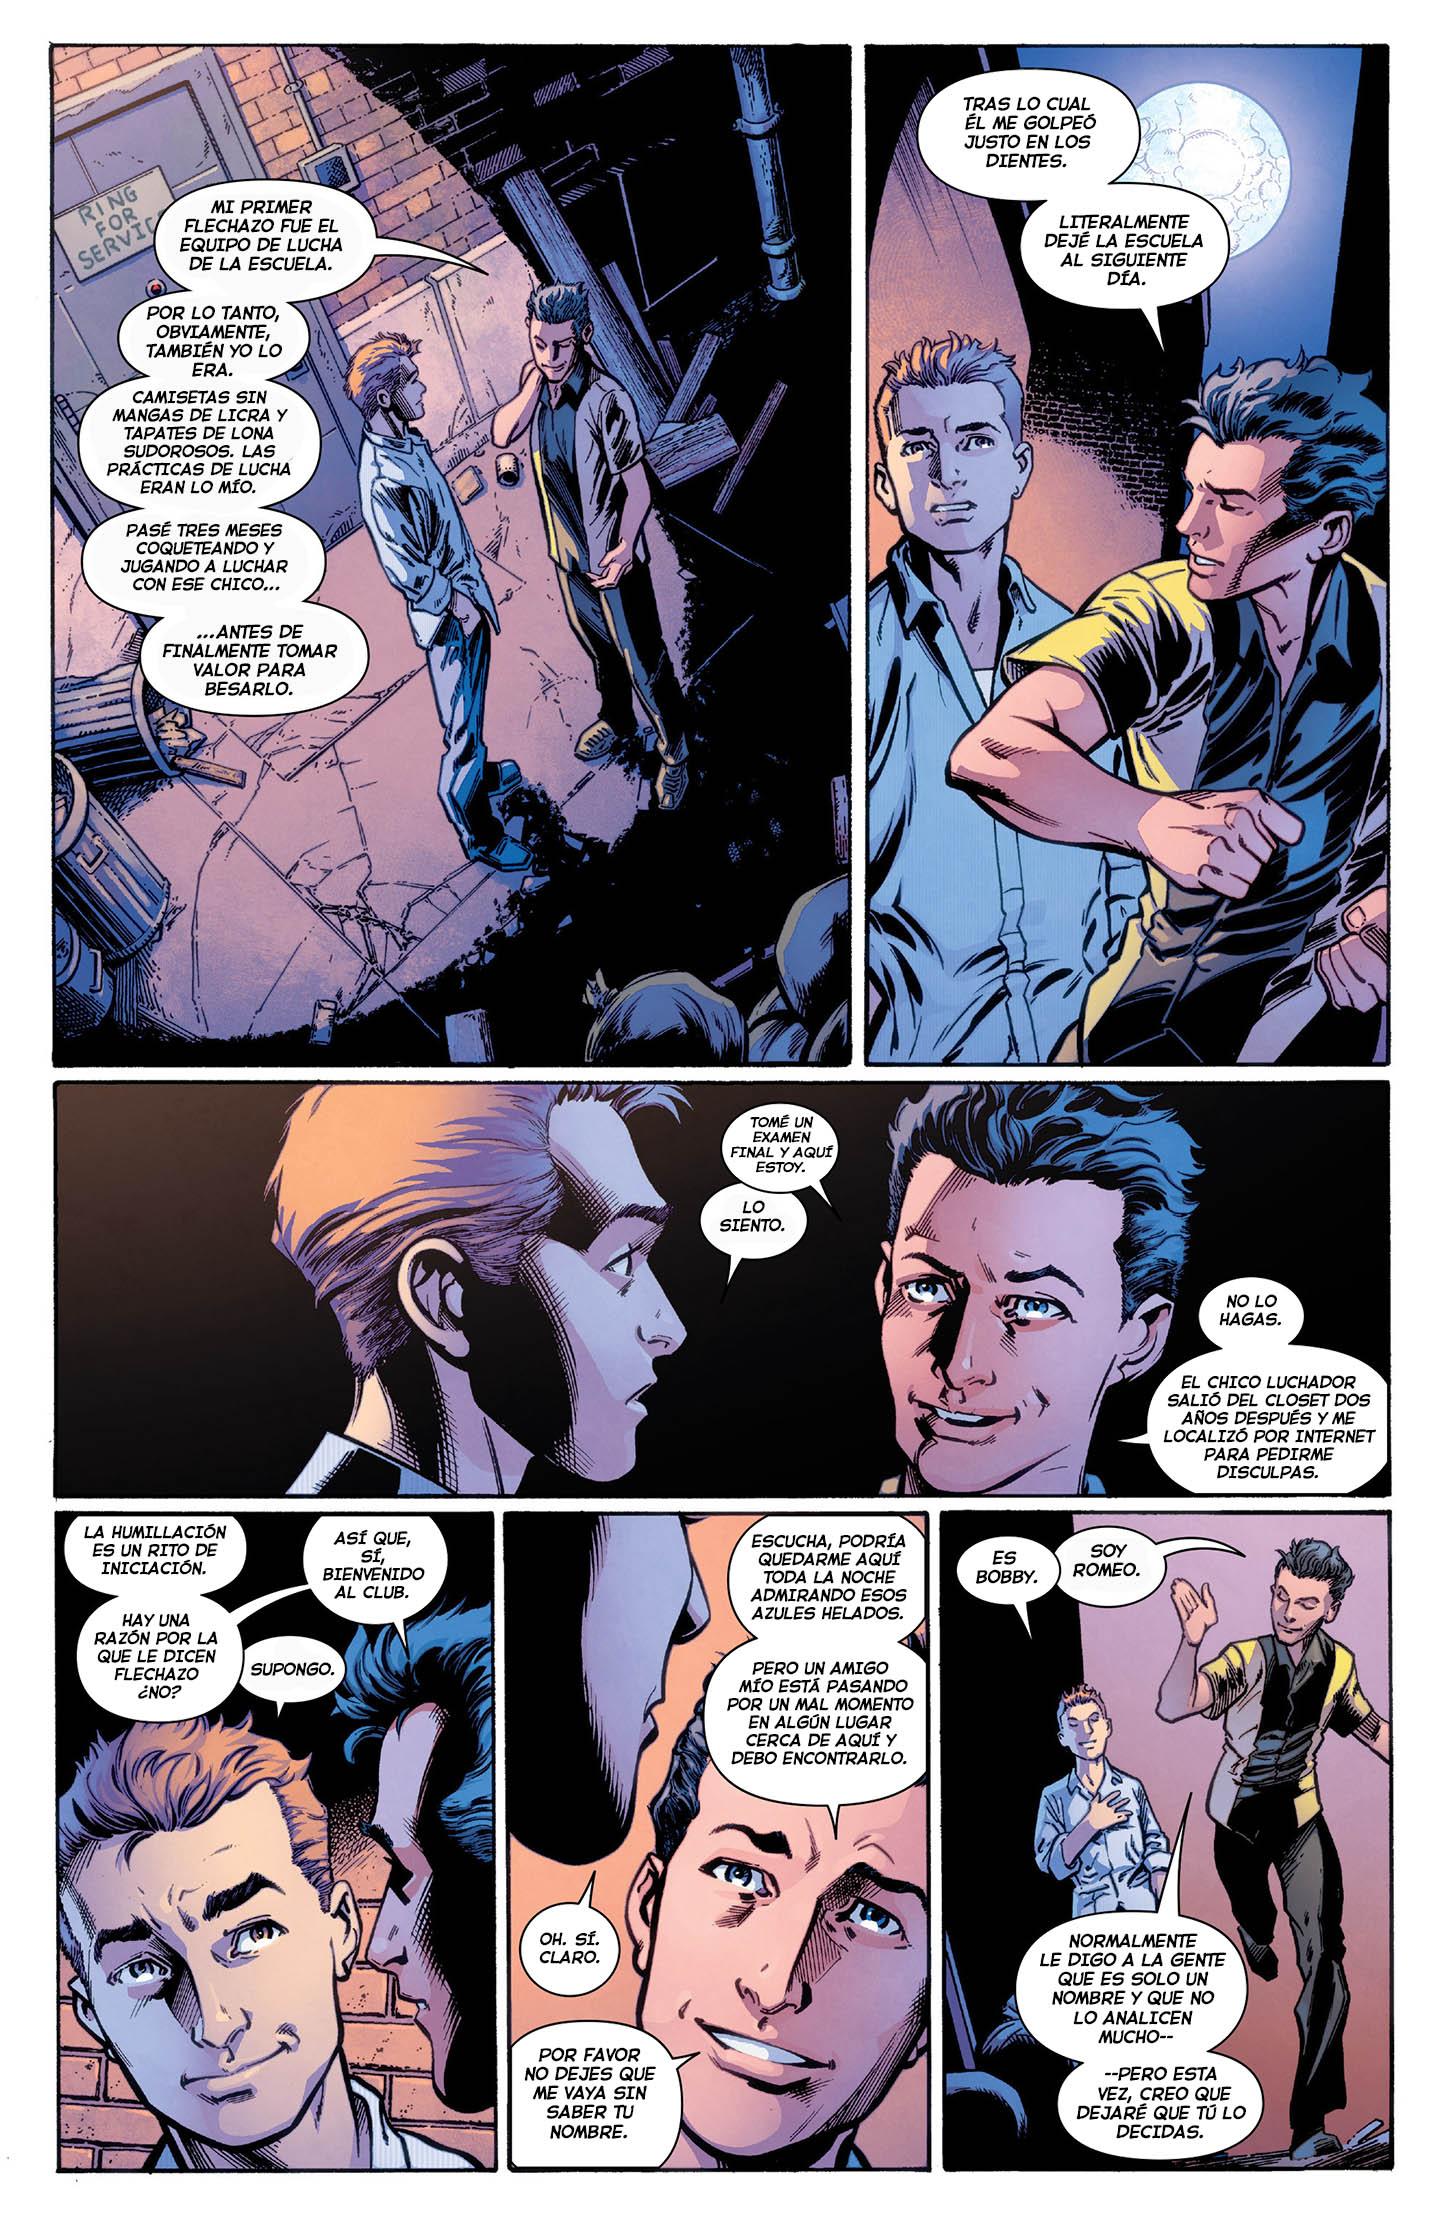 RING
FOR
SERVIC
MI PRIMER
FLECHAZO FUE EL
EQUIPO DE LUCHA
DE LA ESCUELA.
POR LO TANTO,
OBVIAMENTE,
TAMBIÉN YO LO
ERA.
CAMISETAS SIN
MANGAS DE LICRA Y
TAPATES DE LONA
SUDOROSOS. LAS
PRÁCTICAS DE LUCHA
ERAN LO MÍO.
PASÉ TRES MESES
COQUETEANDO Y
JUGANDO A LUCHAR
CON ESE CHICO...
...ANTES DE
FINALMENTE TOMAR
VALOR PARA
BESARLO.
TRAS LO CUAL
ÉL ME GOLPEÓ
JUSTO EN LOS
DIENTES.
LITERALMENTE
DEJÉ LA ESCUELA
AL SIGUIENTE
DÍA.
TOMÉ UN
EXAMEN
FINAL Y AQUÍ
ESTOY.
LO
SIENTO.
NO LO
HAGAS.
EL CHICO LUCHADOR
SALIÓ DEL CLOSET DOS
AÑOS DESPUÉS Y ME
LOCALIZÓ POR INTERNET
PARA PEDIRME
DISCULPAS.
LA HUMILLACIÓN
ES UN RITO DE
INICIACIÓN.
HAY UNA
RAZÓN POR LA
QUE LE DICEN
FLECHAZO
¿NO?
SUPONGO.
ASÍ QUE,
SÍ,
BIENVENIDO
AL CLUB.
ESCUCHA, PODRÍA
QUEDARME AQUÍ
TODA LA NOCHE
ADMIRANDO ESOS
AZULES HELADOS.
PERO UN AMIGO
MÍO ESTÁ PASANDO
POR UN MAL MOMENTO
EN ALGÚN LUGAR
CERCA DE AQUÍ Y
DEBO ENCONTRARLO.
OH. SÍ.
CLARO.
POR FAVOR
NO DEJES QUE
ME VAYA SIN
SABER TU
NOMBRE.
ES
BOBBY.
SOY
ROMEO.
NORMALMENTE
LE DIGO A LA GENTE
QUE ES SOLO UN
NOMBRE Y QUE NO
LO ANALICEN
MUCHO--
--PERO ESTA
VEZ, CREO QUE
DEJARÉ QUE TÚ LO
DECIDAS.